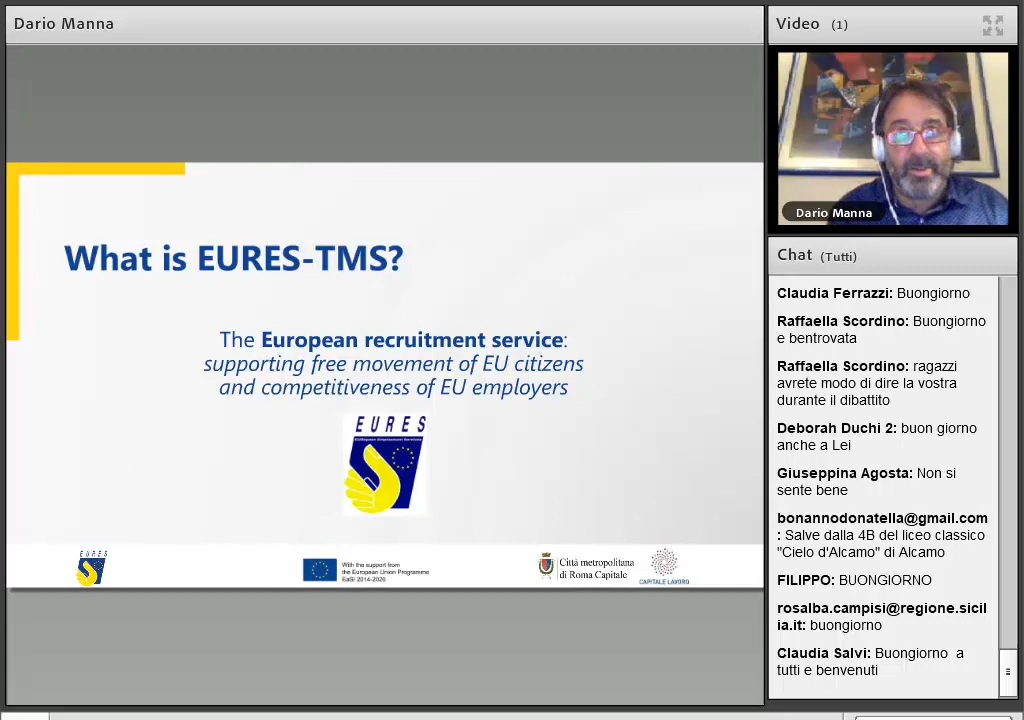 Dario Manna
What is EURES-TMS?
The European recruitment service:
supporting free movement of EU citizens
and competitiveness of EU employers
EURES
EURES
With the support from
the European Union Programme
EaSI 2014-2020
Città metropolitana
di Roma Capitale
CAPITALE LAVORO
Video (1)
Dario Manna
Chat (Tutti)
Claudia Ferrazzi: Buongiorno
Raffaella Scordino: Buongiorno
e bentrovata
Raffaella Scordino: ragazzi
avrete modo di dire la vostra
durante il dibattito
Deborah Duchi 2: buon giorno
anche a Lei
Giuseppina Agosta: Non si
sente bene
bonannodonatella@gmail.com
: Salve dalla 4B del liceo classico
"Cielo d'Alcamo" di Alcamo
FILIPPO: BUONGIORNO
rosalba.campisi@regione.sicil
ia.it: buongiorno
Claudia Salvi: Buongiorno a
tutti e benvenuti